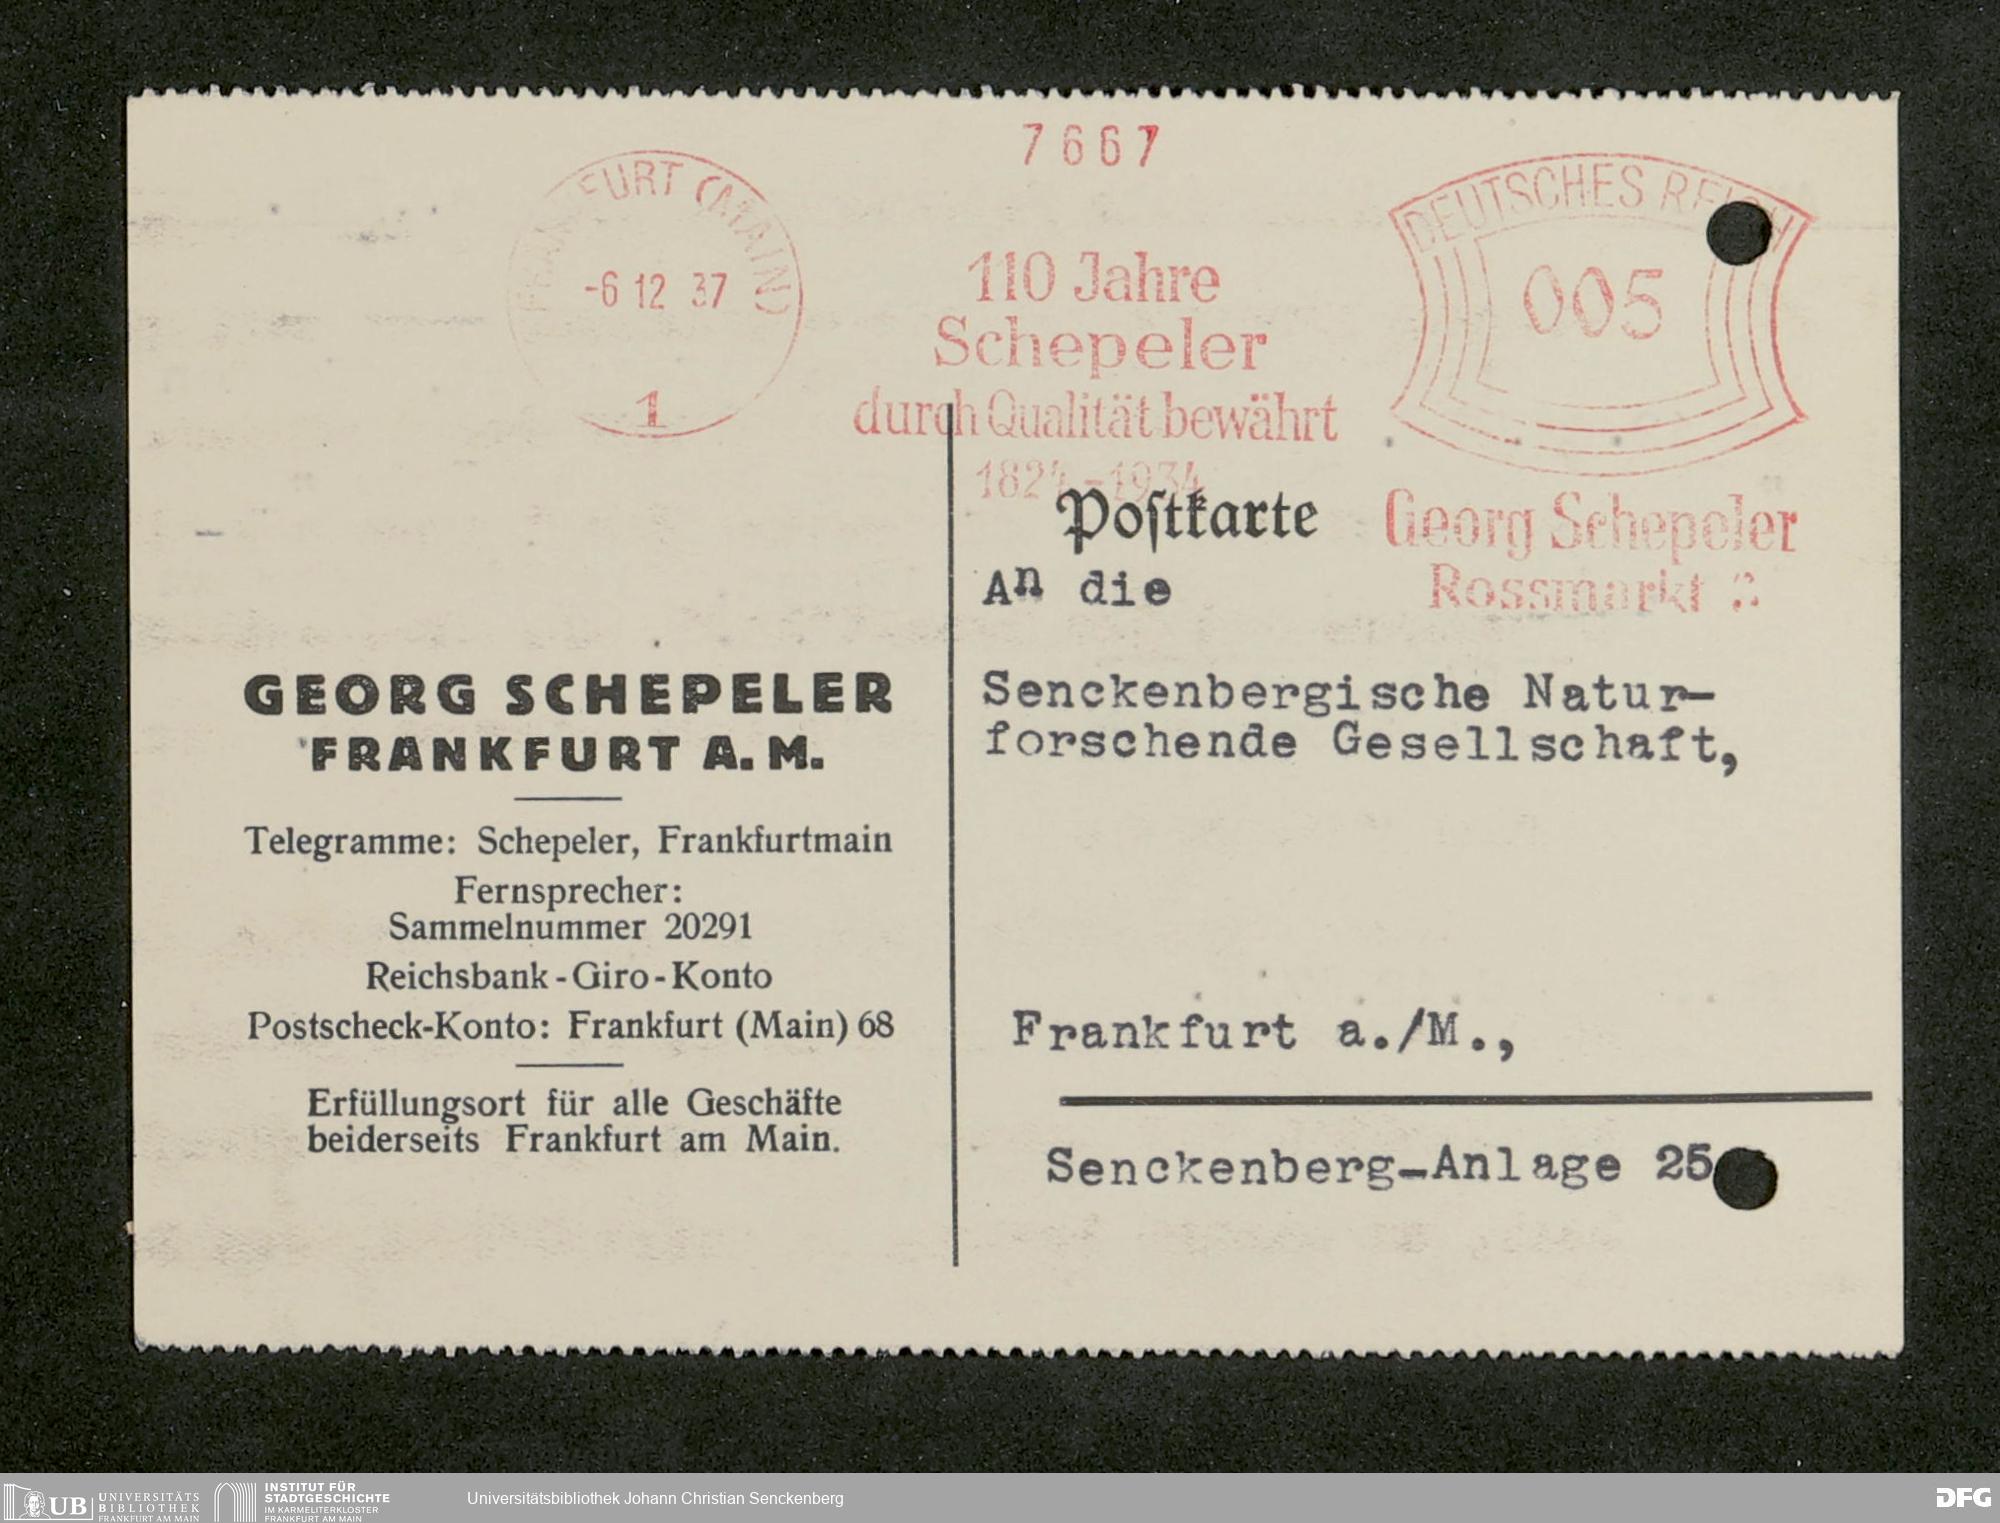 7667
FRANKFURT (MAIN)
-6 12 37
1
110 Jahre
Schepeler
durch Qualität bewährt
1824-1934
DEUTSCHES REICH
005
Georg Schepeler
Rossmarkt
Postkarte
An die
Senckenbergische Natur-
forschende Gesellschaft,
Frankfurt a./M.,
Senckenberg-Anlage 25
GEORG SCHEPELER
FRANKFURT A. M.
Telegramme: Schepeler, Frankfurtmain
Fernsprecher:
Sammelnummer 20291
Reichsbank-Giro-Konto
Postscheck-Konto: Frankfurt (Main) 68
Erfüllungsort für alle Geschäfte
beiderseits Frankfurt am Main.
UB
UNIVERSITÄTS
BIBLIOTHEK
FRANKFURT AM MAIN
INSTITUT FÜR
STADTGESCHICHTE
IM KARMELITERKLOSTER
FRANKFURT AM MAIN
Universitätsbibliothek Johann Christian Senckenberg
DFG